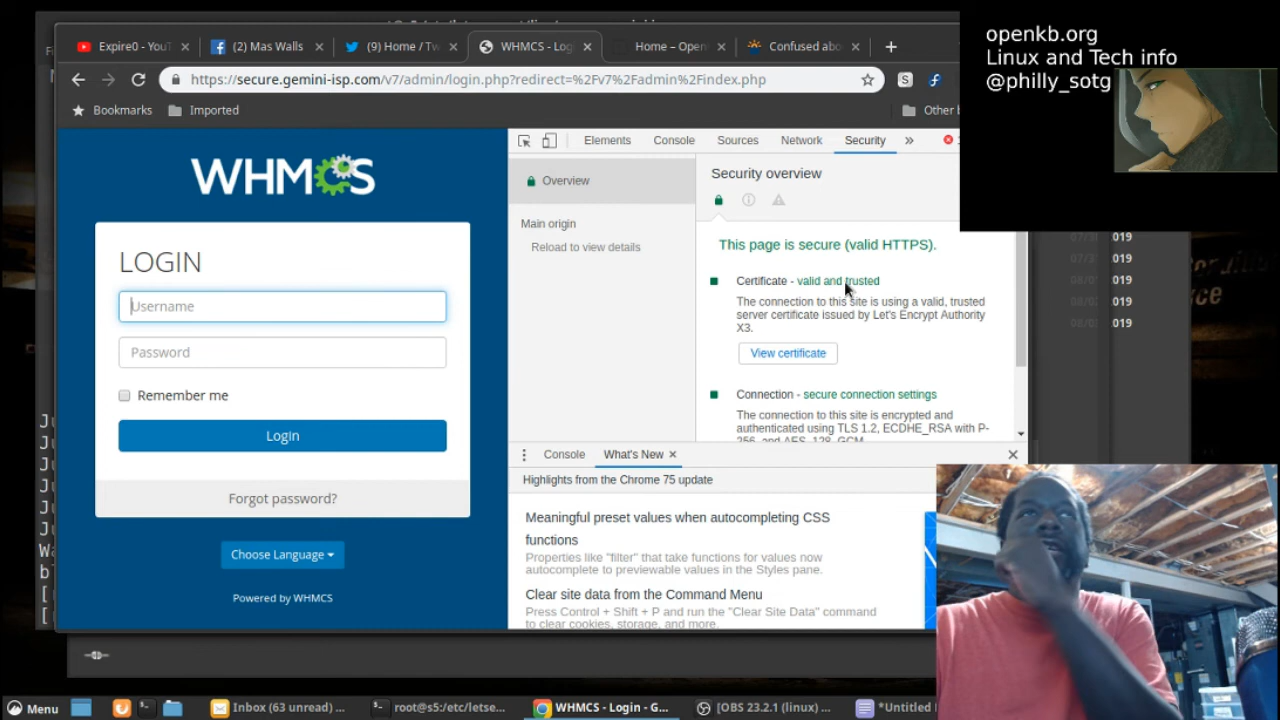 openkb.org
Linux and Tech info
@philly_sotg
Expire0 - You
(2) Mas Walls
(9) Home / Tw
WHMCS - Log
Home – Open
Confused abo
https://secure.gemini-isp.com/v7/admin/login.php?redirect=%2Fv7%2Fadmin%2Findex.php
Bookmarks
Imported
Other b
WHMCS
LOGIN
Username
Password
Remember me
Login
Forgot password?
Choose Language
Powered by WHMCS
Elements
Console
Sources
Network
Security
Overview
Main origin
Reload to view details
Security overview
This page is secure (valid HTTPS).
Certificate - valid and trusted
The connection to this site is using a valid, trusted
server certificate issued by Let's Encrypt Authority
X3.
View certificate
Connection - secure connection settings
The connection to this site is encrypted and
authenticated using TLS 1.2, ECDHE_RSA with P-
256, and AES_128_GCM.
Console
What's New
Highlights from the Chrome 75 update
Meaningful preset values when autocompleting CSS
functions
Properties like "filter" that take functions for values now
autocomplete to previewable values in the Styles pane.
Clear site data from the Command Menu
Press Control + Shift + P and run the "Clear Site Data" command
to clear cookies, storage, and more.
019
019
019
019
019
Menu
Inbox (63 unread) ...
root@s5:/etc/letse...
WHMCS - Login - G...
[OBS 23.2.1 (linux) ...
*Untitled